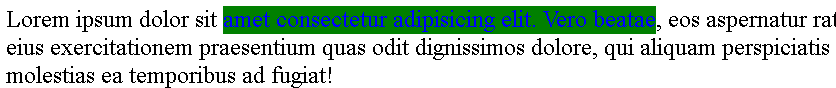 Lorem ipsum dolor sit amet consectetur adipisicing elit. Vero beatae, eos aspernatur
eius exercitationem praesentium quas odit dignissimos dolore, qui aliquam perspiciatis
molestias ea temporibus ad fugiat!